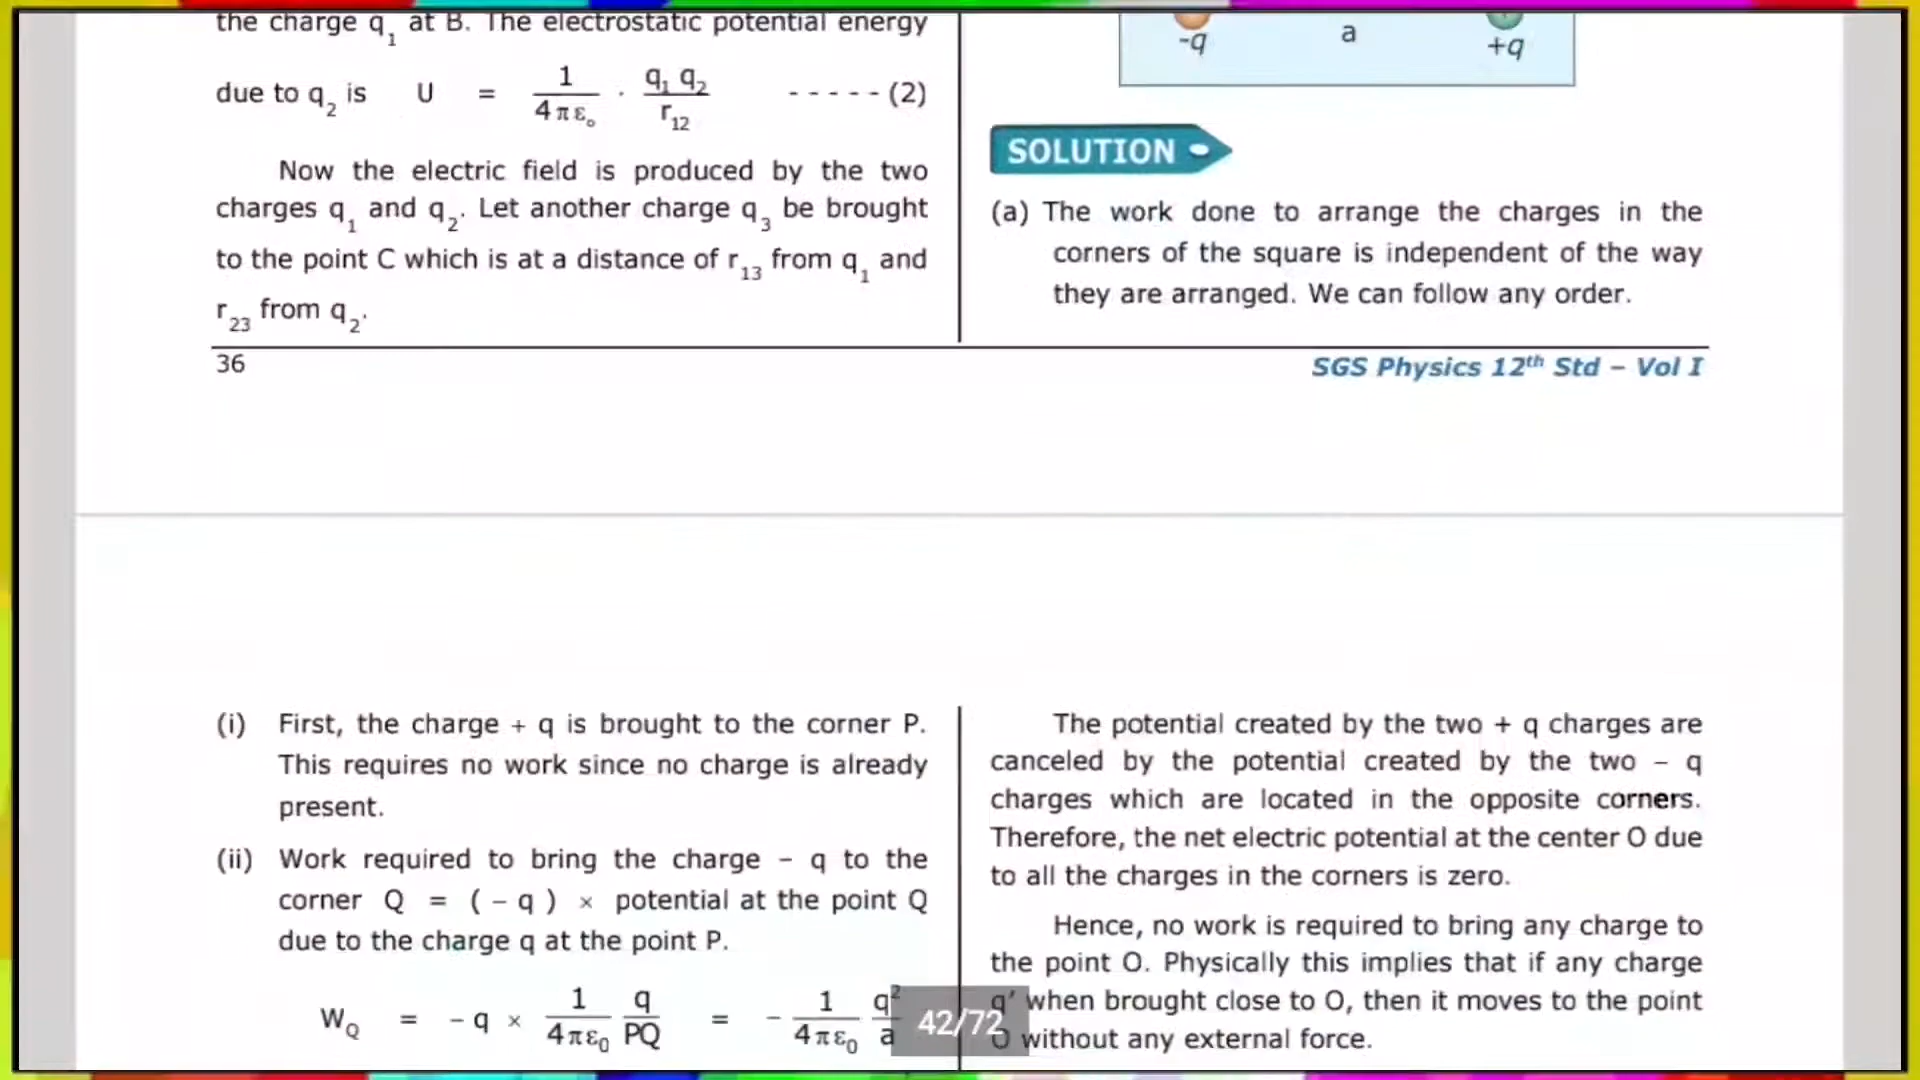 the charge q₁ at B. The electrostatic potential energy
due to q₂ is U = 1/4πε₀ · q₁ q₂/r₁₂ - - - - - (2)
Now the electric field is produced by the two
charges q₁ and q₂. Let another charge q₃ be brought
to the point C which is at a distance of r₁₃ from q₁ and
r₂₃ from q₂.
-q a +q
SOLUTION
(a) The work done to arrange the charges in the
corners of the square is independent of the way
they are arranged. We can follow any order.
36
SGS Physics 12th Std – Vol I
(i) First, the charge + q is brought to the corner P.
This requires no work since no charge is already
present.
(ii) Work required to bring the charge – q to the
corner Q = ( – q ) × potential at the point Q
due to the charge q at the point P.
W_Q = – q × 1/4πε₀ q/PQ = – 1/4πε₀ q²/a
The potential created by the two + q charges are
canceled by the potential created by the two – q
charges which are located in the opposite corners.
Therefore, the net electric potential at the center O due
to all the charges in the corners is zero.
Hence, no work is required to bring any charge to
the point O. Physically this implies that if any charge
q′ when brought close to O, then it moves to the point
O without any external force.
42/72